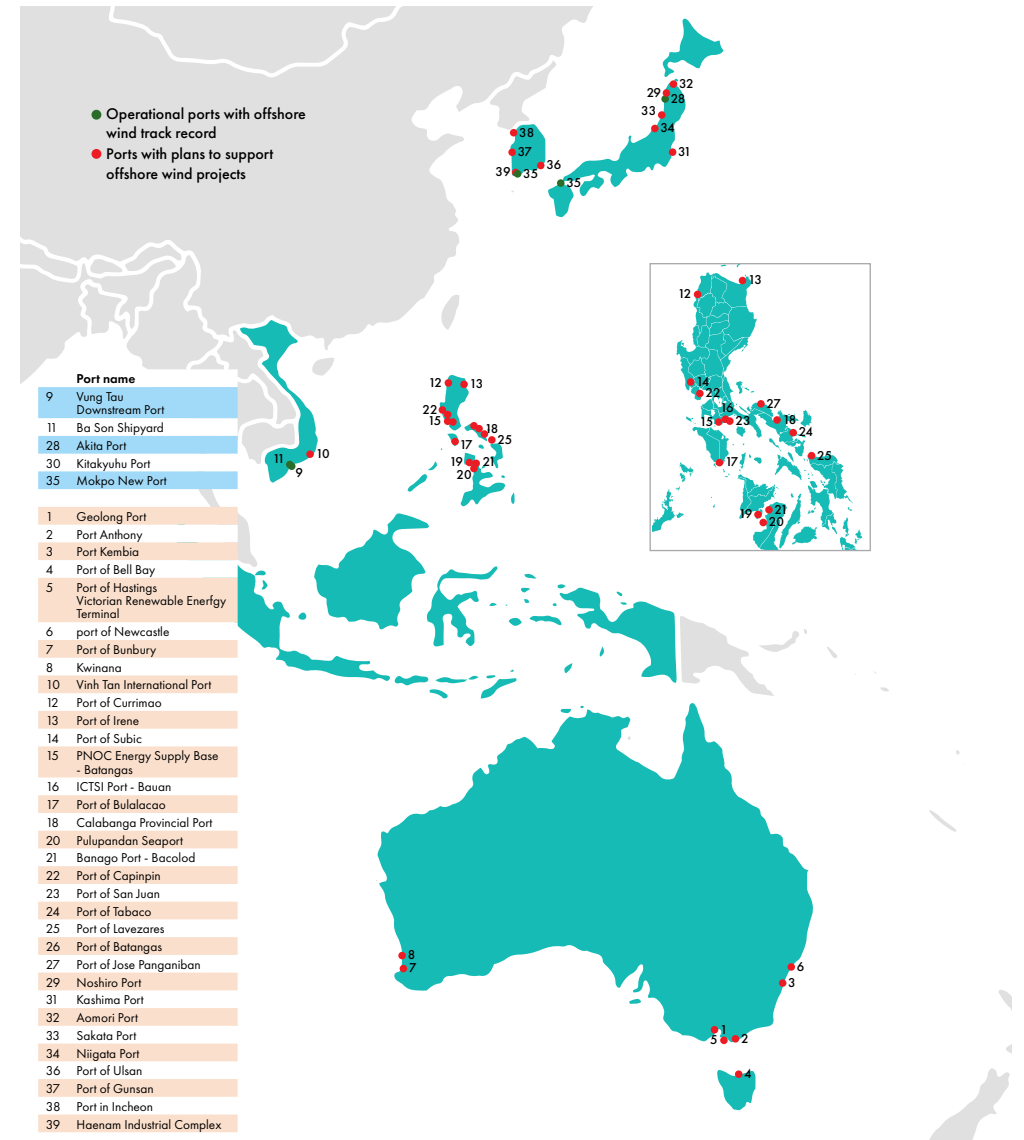 Operational ports with offshore
wind track record
Ports with plans to support
offshore wind projects
32
29
28
33
34
31
38
37
36
39
35
35
13
12
14
22
27
16
15
23
18
24
25
17
21
19
20
12
13
22
15
18
25
17
19
21
20
11
10
9
Port name
9 Vung Tau
Downstream Port
11 Ba Son Shipyard
28 Akita Port
30 Kitakyuhu Port
35 Mokpo New Port
1 Geolong Port
2 Port Anthony
3 Port Kembia
4 Port of Bell Bay
5 Port of Hastings
Victorian Renewable Enerfgy
Terminal
6 port of Newcastle
7 Port of Bunbury
8 Kwinana
10 Vinh Tan International Port
12 Port of Currimao
13 Port of Irene
14 Port of Subic
15 PNOC Energy Supply Base
- Batangas
16 ICTSI Port - Bauan
17 Port of Bulalacao
18 Calabanga Provincial Port
20 Pulupandan Seaport
21 Banago Port - Bacolod
22 Port of Capinpin
23 Port of San Juan
24 Port of Tabaco
25 Port of Lavezares
26 Port of Batangas
27 Port of Jose Panganiban
29 Noshiro Port
31 Kashima Port
32 Aomori Port
33 Sakata Port
34 Niigata Port
36 Port of Ulsan
37 Port of Gunsan
38 Port in Incheon
39 Haenam Industrial Complex
8
7
6
3
1
5
2
4